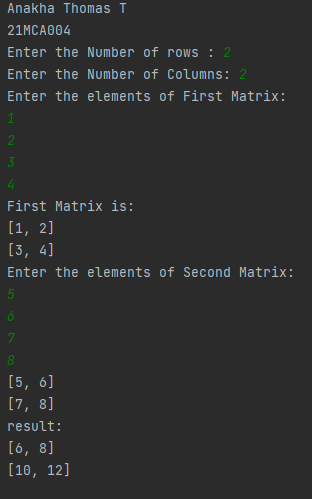 Anakha Thomas T
21MCA004
Enter the Number of rows : 2
Enter the Number of Columns: 2
Enter the elements of First Matrix:
1
2
3
4
First Matrix is:
[1, 2]
[3, 4]
Enter the elements of Second Matrix:
5
6
7
8
[5, 6]
[7, 8]
result:
[6, 8]
[10, 12]